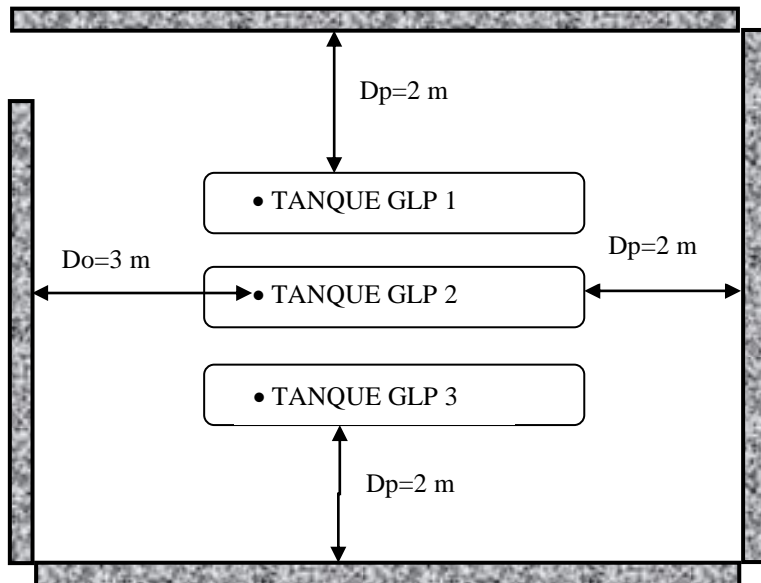 Dp=2 m
• TANQUE GLP 1
Do=3 m
Dp=2 m
• TANQUE GLP 2
• TANQUE GLP 3
Dp=2 m